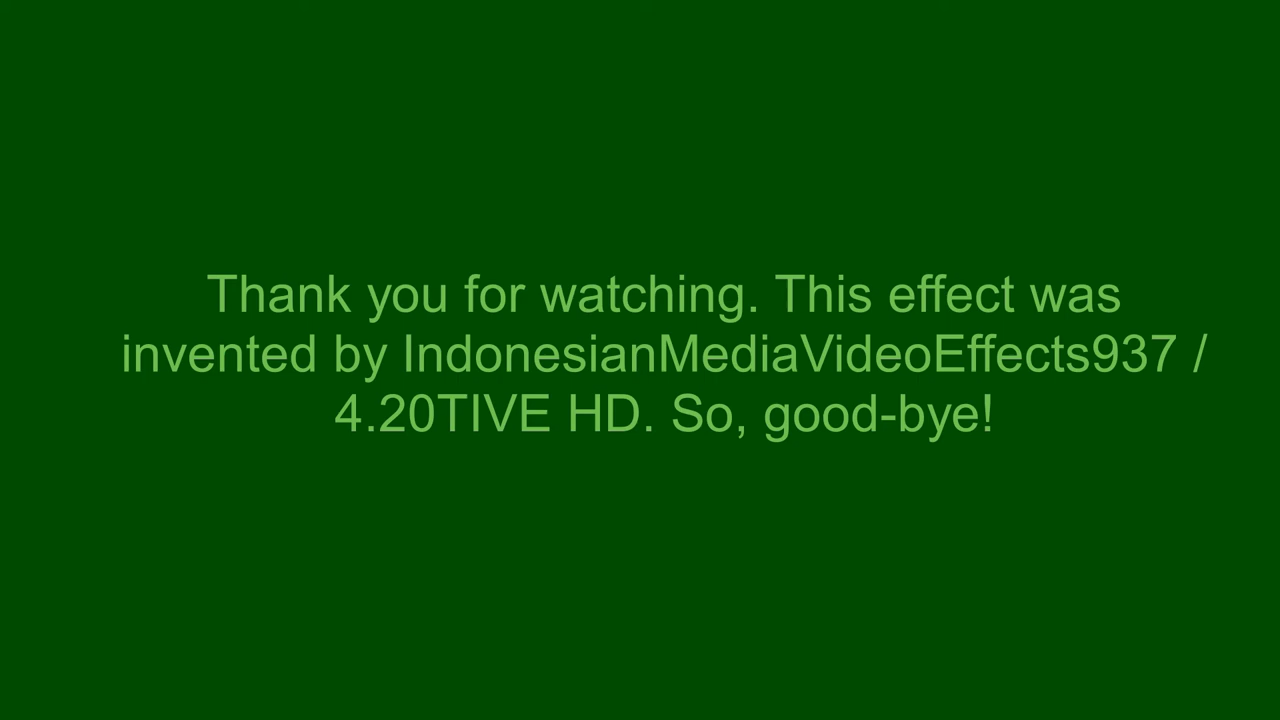 Thank you for watching. This effect was
invented by IndonesianMediaVideoEffects937 /
4.20TIVE HD. So, good-bye!